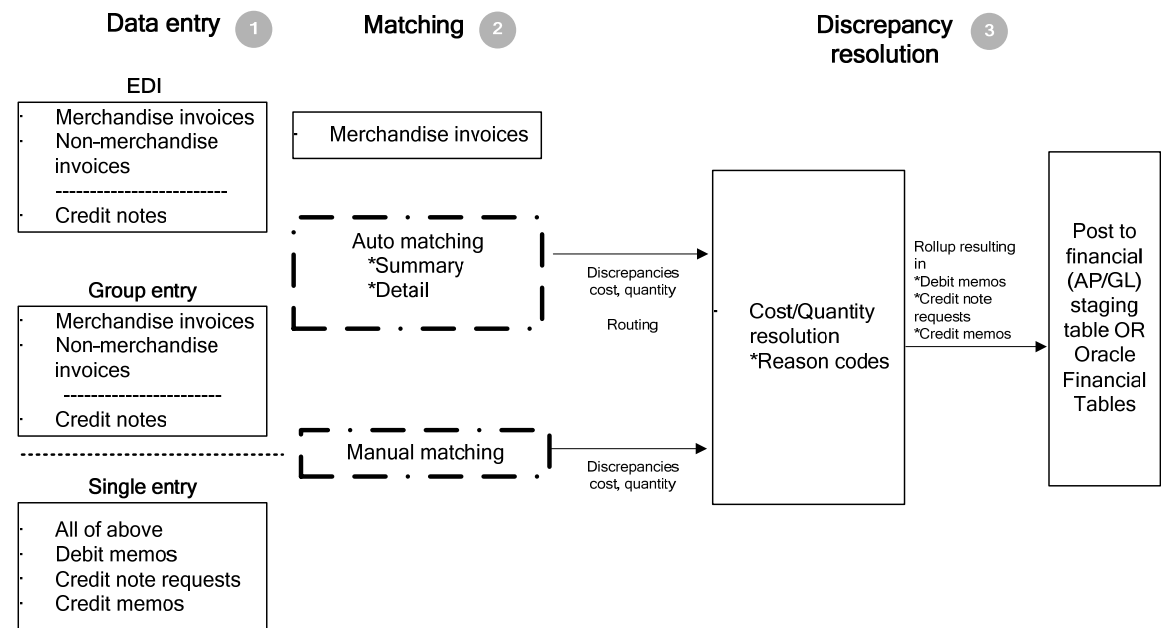 Data entry 1
Matching 2
Discrepancy 3
resolution
EDI
Merchandise invoices
Non-merchandise
invoices
-------------------------
Credit notes
Group entry
Merchandise invoices
Non-merchandise
invoices
-----------------------
Credit notes
Single entry
All of above
Debit memos
Credit note requests
Credit memos
Merchandise invoices
Auto matching
*Summary
*Detail
Manual matching
Discrepancies
cost, quantity
Routing
Discrepancies
cost, quantity
Cost/Quantity
resolution
*Reason codes
Rollup resulting
in
*Debit memos
*Credit note
requests
*Credit memos
Post to
financial
(AP/GL)
staging
table OR
Oracle
Financial
Tables